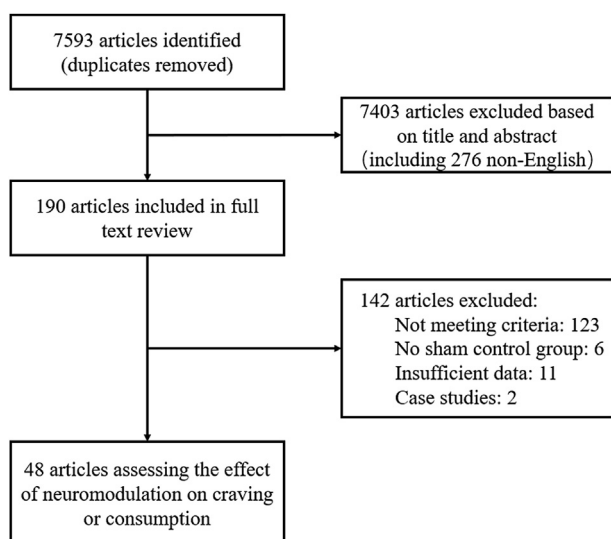 7593 articles identified
(duplicates removed)
7403 articles excluded based
on title and abstract
(including 276 non-English)
190 articles included in full
text review
142 articles excluded:
Not meeting criteria: 123
No sham control group: 6
Insufficient data: 11
Case studies: 2
48 articles assessing the effect
of neuromodulation on craving
or consumption